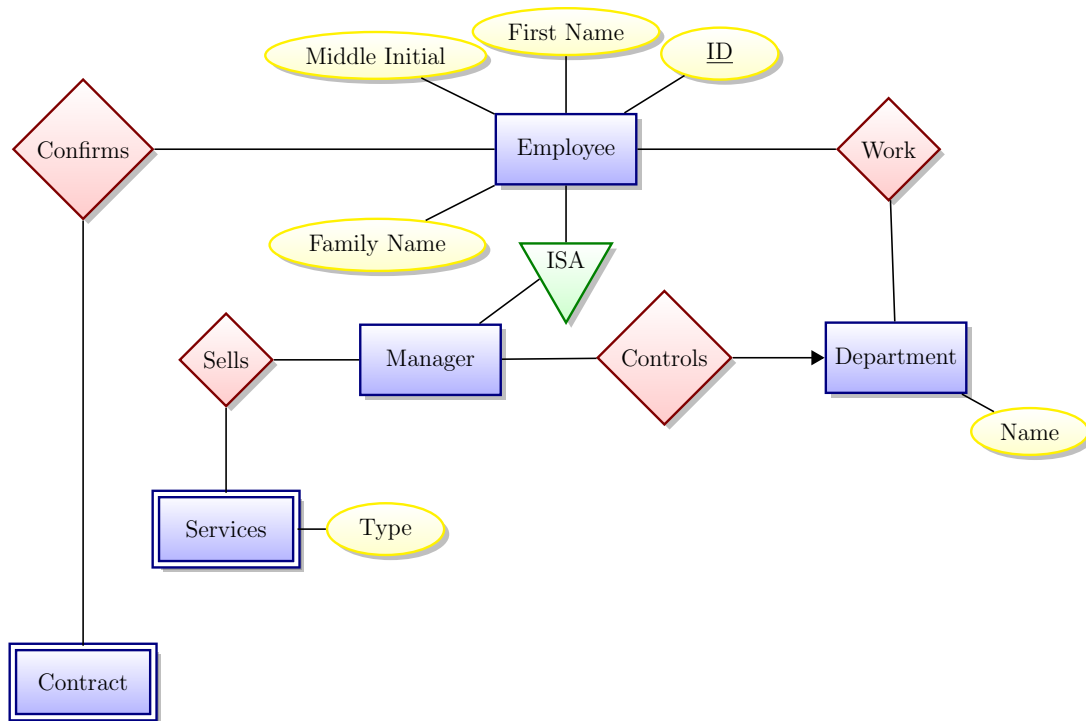 First Name
Middle Initial
ID
Confirms
Employee
Work
Family Name
ISA
Sells
Manager
Controls
Department
Name
Services
Type
Contract